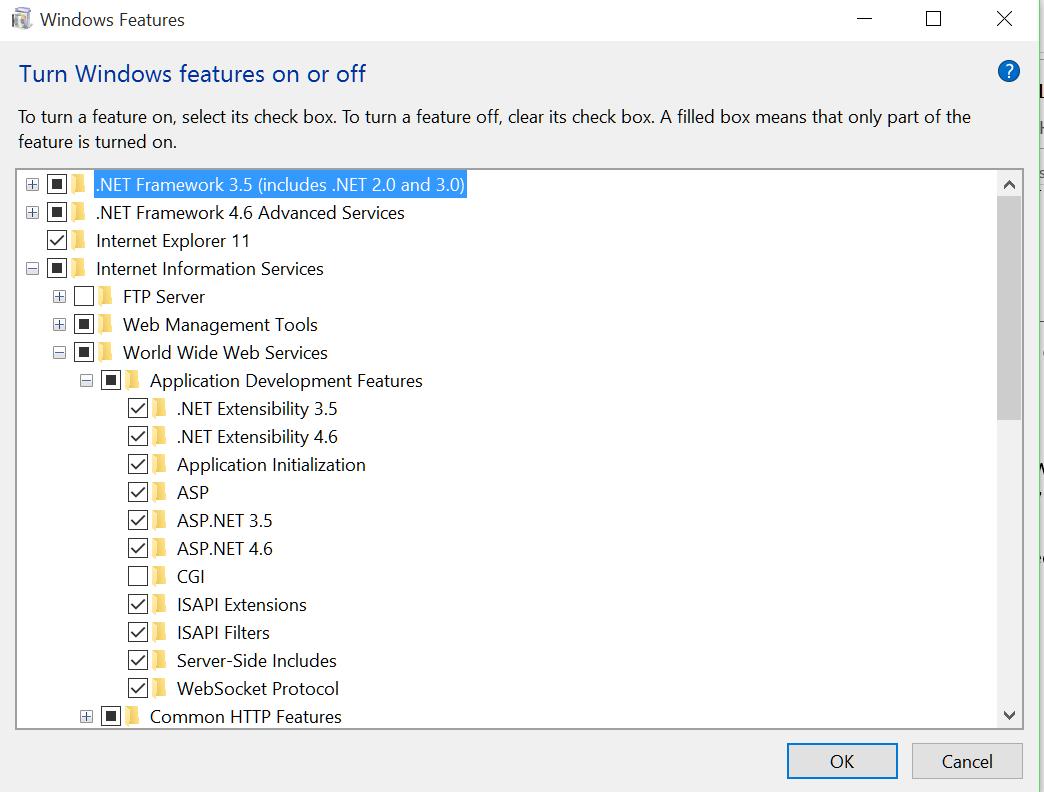 Windows Features
Turn Windows features on or off
?
To turn a feature on, select its check box. To turn a feature off, clear its check box. A filled box means that only part of the
feature is turned on.
.NET Framework 3.5 (includes .NET 2.0 and 3.0)
.NET Framework 4.6 Advanced Services
Internet Explorer 11
Internet Information Services
FTP Server
Web Management Tools
World Wide Web Services
Application Development Features
.NET Extensibility 3.5
.NET Extensibility 4.6
Application Initialization
ASP
ASP.NET 3.5
ASP.NET 4.6
CGI
ISAPI Extensions
ISAPI Filters
Server-Side Includes
WebSocket Protocol
Common HTTP Features
OK Cancel